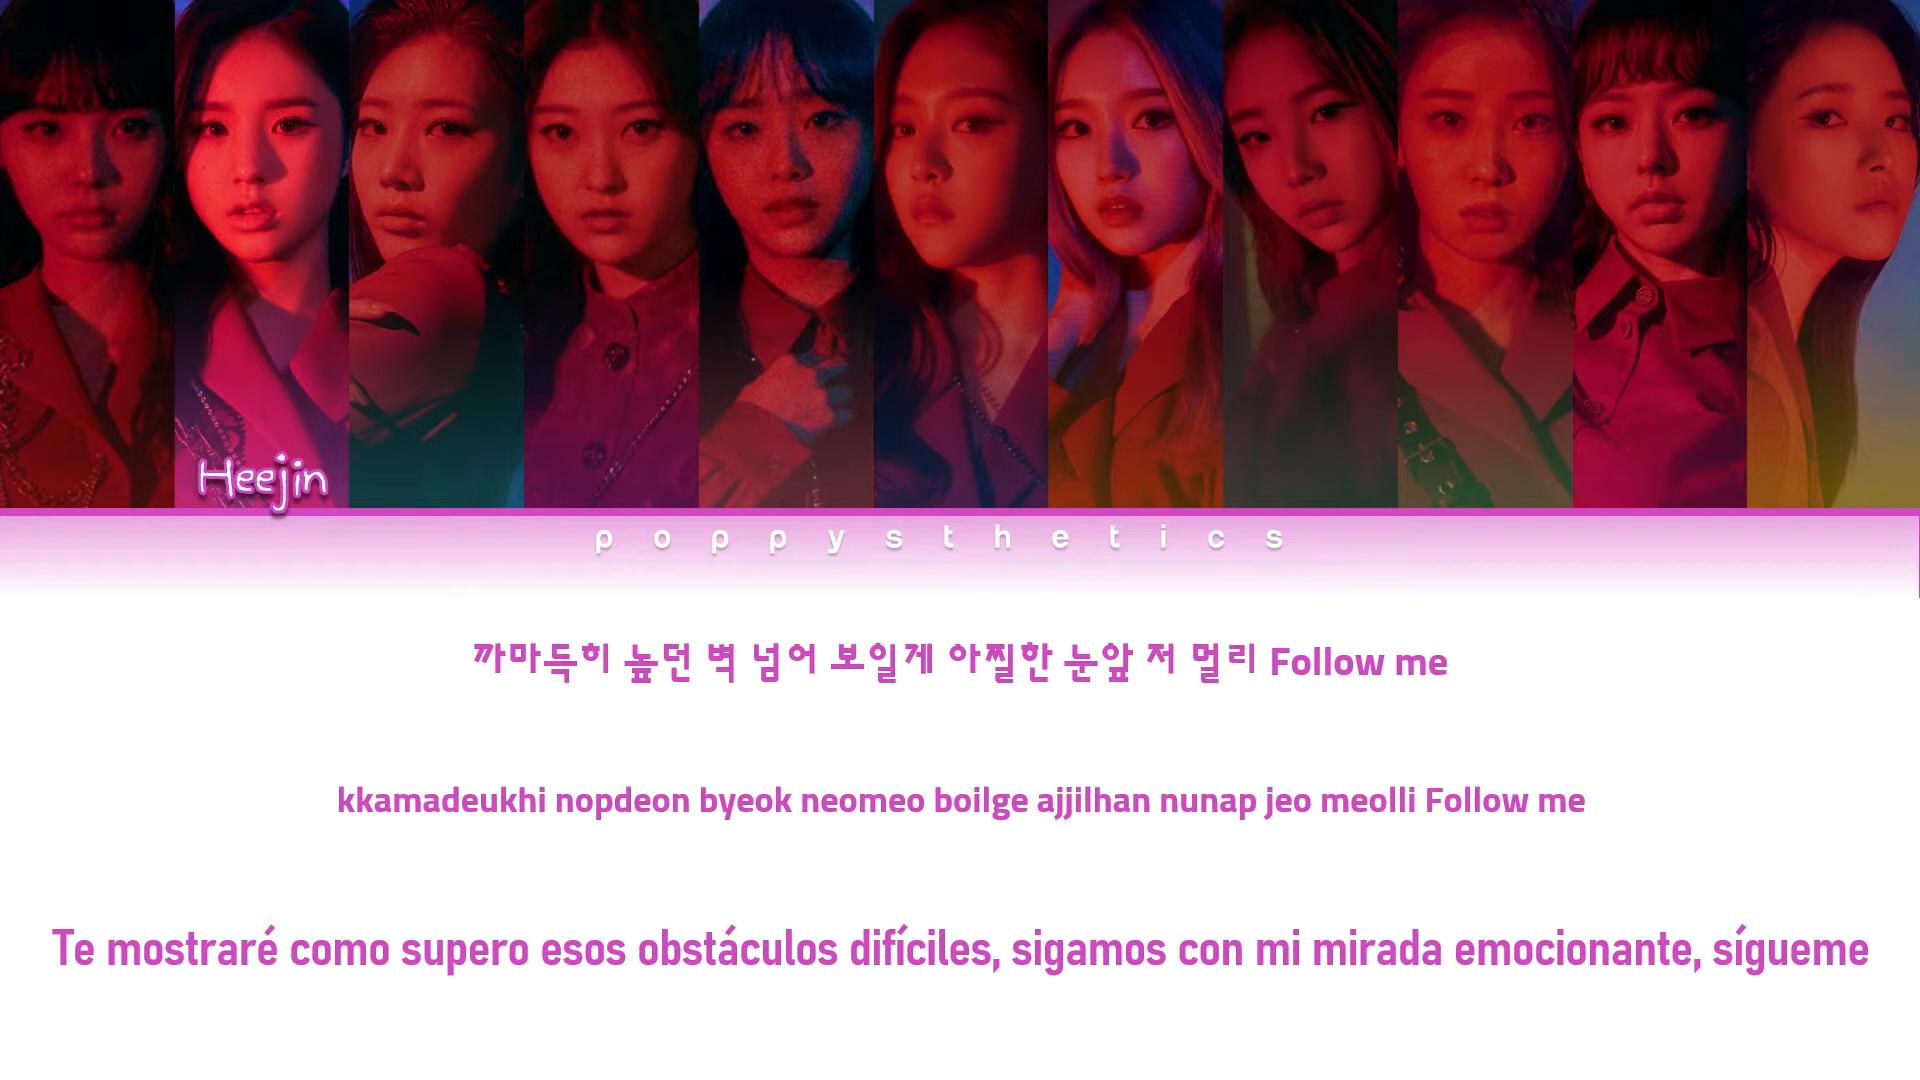 Heejin
poppysthetics
까마득히 높던 벽 넘어 보일게 아찔한 눈앞 저 멀리 Follow me
kkamadeukhi nopdeon byeok neomeo boilge ajjilhan nunap jeo meolli Follow me
Te mostraré como supero esos obstáculos difíciles, sigamos con mi mirada emocionante, sígueme